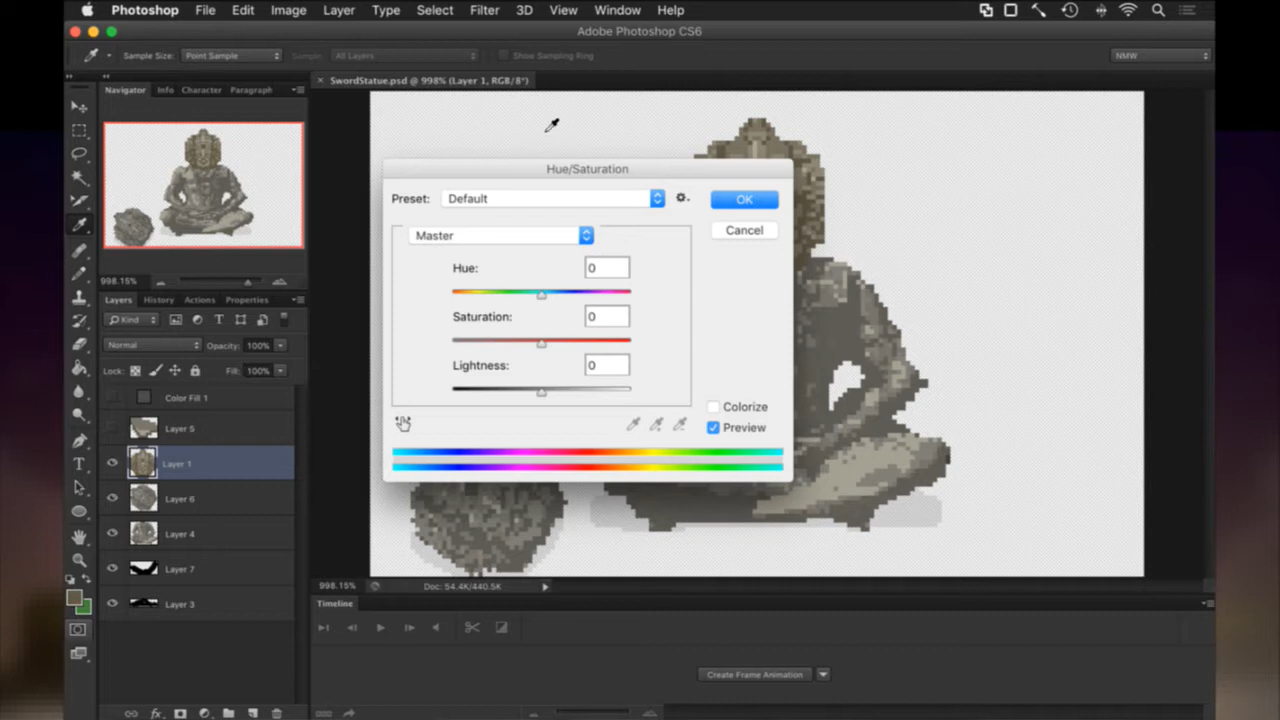 Photoshop File Edit Image Layer Type Select Filter 3D View Window Help
Adobe Photoshop CS6
Sample Size: Point Sample Sample: All Layers Show Sampling Ring NMW
× SwordStatue.psd @ 998% (Layer 1, RGB/8*)
Navigator Info Character Paragraph
Hue/Saturation
Preset: Default OK
Master Cancel
Hue: 0
998.15%
Layers History Actions Properties
Saturation: 0
Kind
Normal Opacity: 100%
Lightness: 0
Lock: Fill: 100%
Color Fill 1
Colorize
Layer 5
Preview
Layer 1
Layer 6
Layer 4
Layer 7
998.15% Doc: 54.4K/440.5K
Layer 3
Timeline
Create Frame Animation
fx